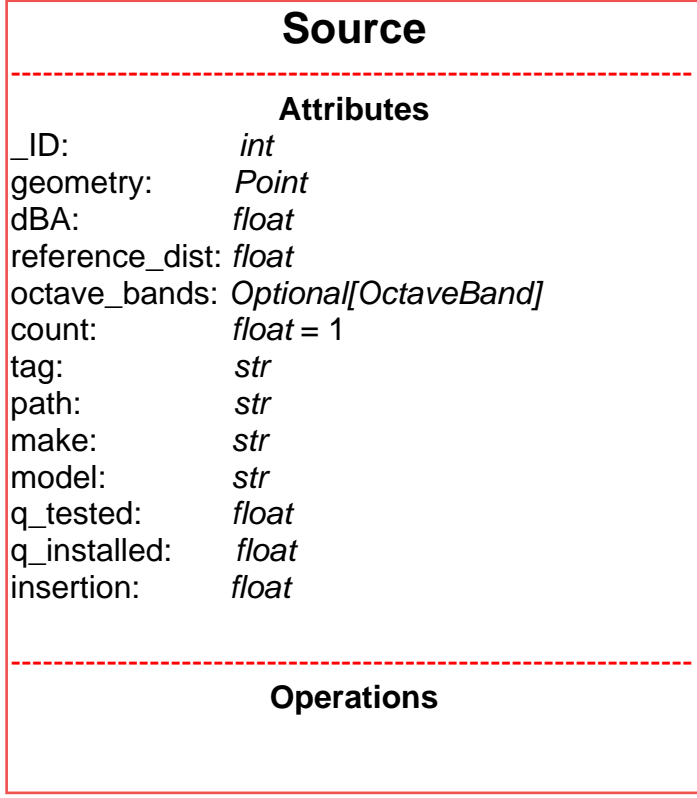 Source
Attributes
_ID: int
geometry: Point
dBA: float
reference_dist: float
octave_bands: Optional[OctaveBand]
count: float = 1
tag: str
path: str
make: str
model: str
q_tested: float
q_installed: float
insertion: float
Operations